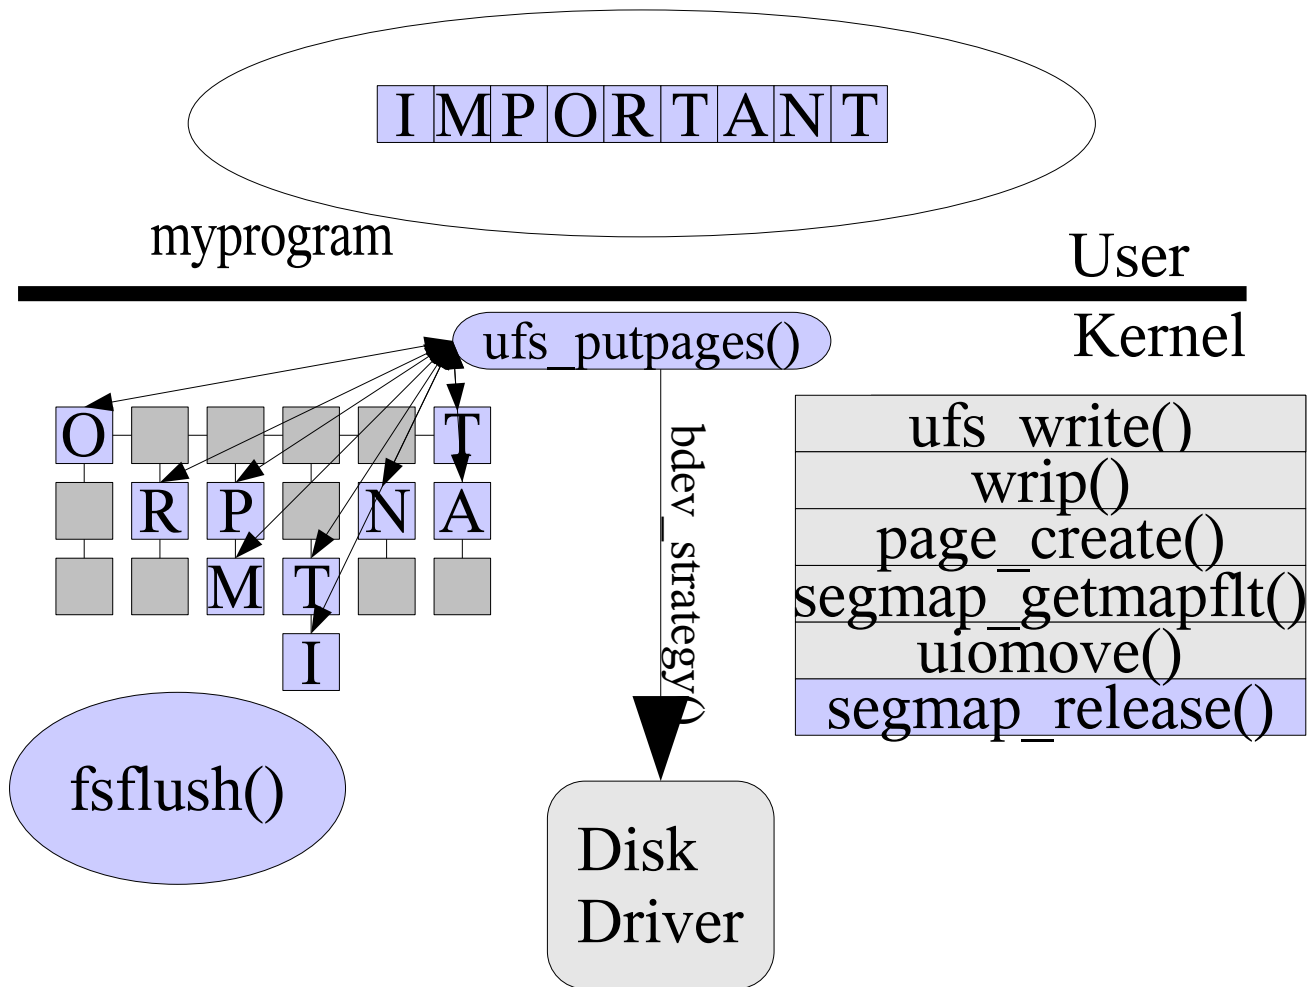 IMPORTANT
myprogram
User
Kernel
ufs_putpages()
O T
R P N A
M T
I
bdev_strategy()
ufs_write()
wrip()
page_create()
segmap_getmapflt()
uiomove()
segmap_release()
fsflush()
Disk
Driver